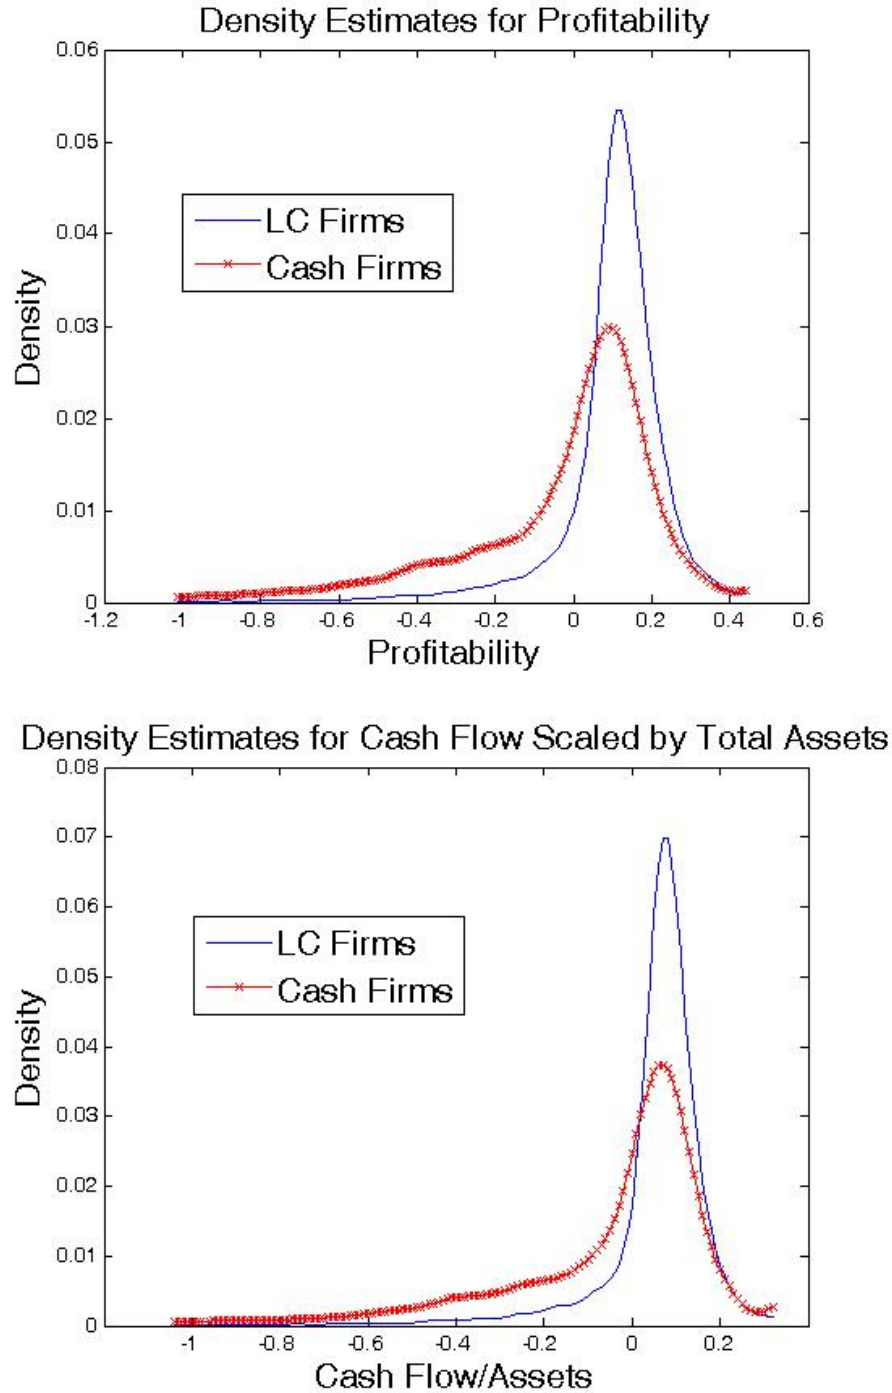 Density Estimates for Profitability
0.06
0.05
0.04
0.03
0.02
0.01
0
Density
LC Firms
Cash Firms
-1.2 -1 -0.8 -0.6 -0.4 -0.2 0 0.2 0.4 0.6
Profitability
Density Estimates for Cash Flow Scaled by Total Assets
0.08
0.07
0.06
0.05
0.04
0.03
0.02
0.01
0
Density
LC Firms
Cash Firms
-1 -0.8 -0.6 -0.4 -0.2 0 0.2
Cash Flow/Assets